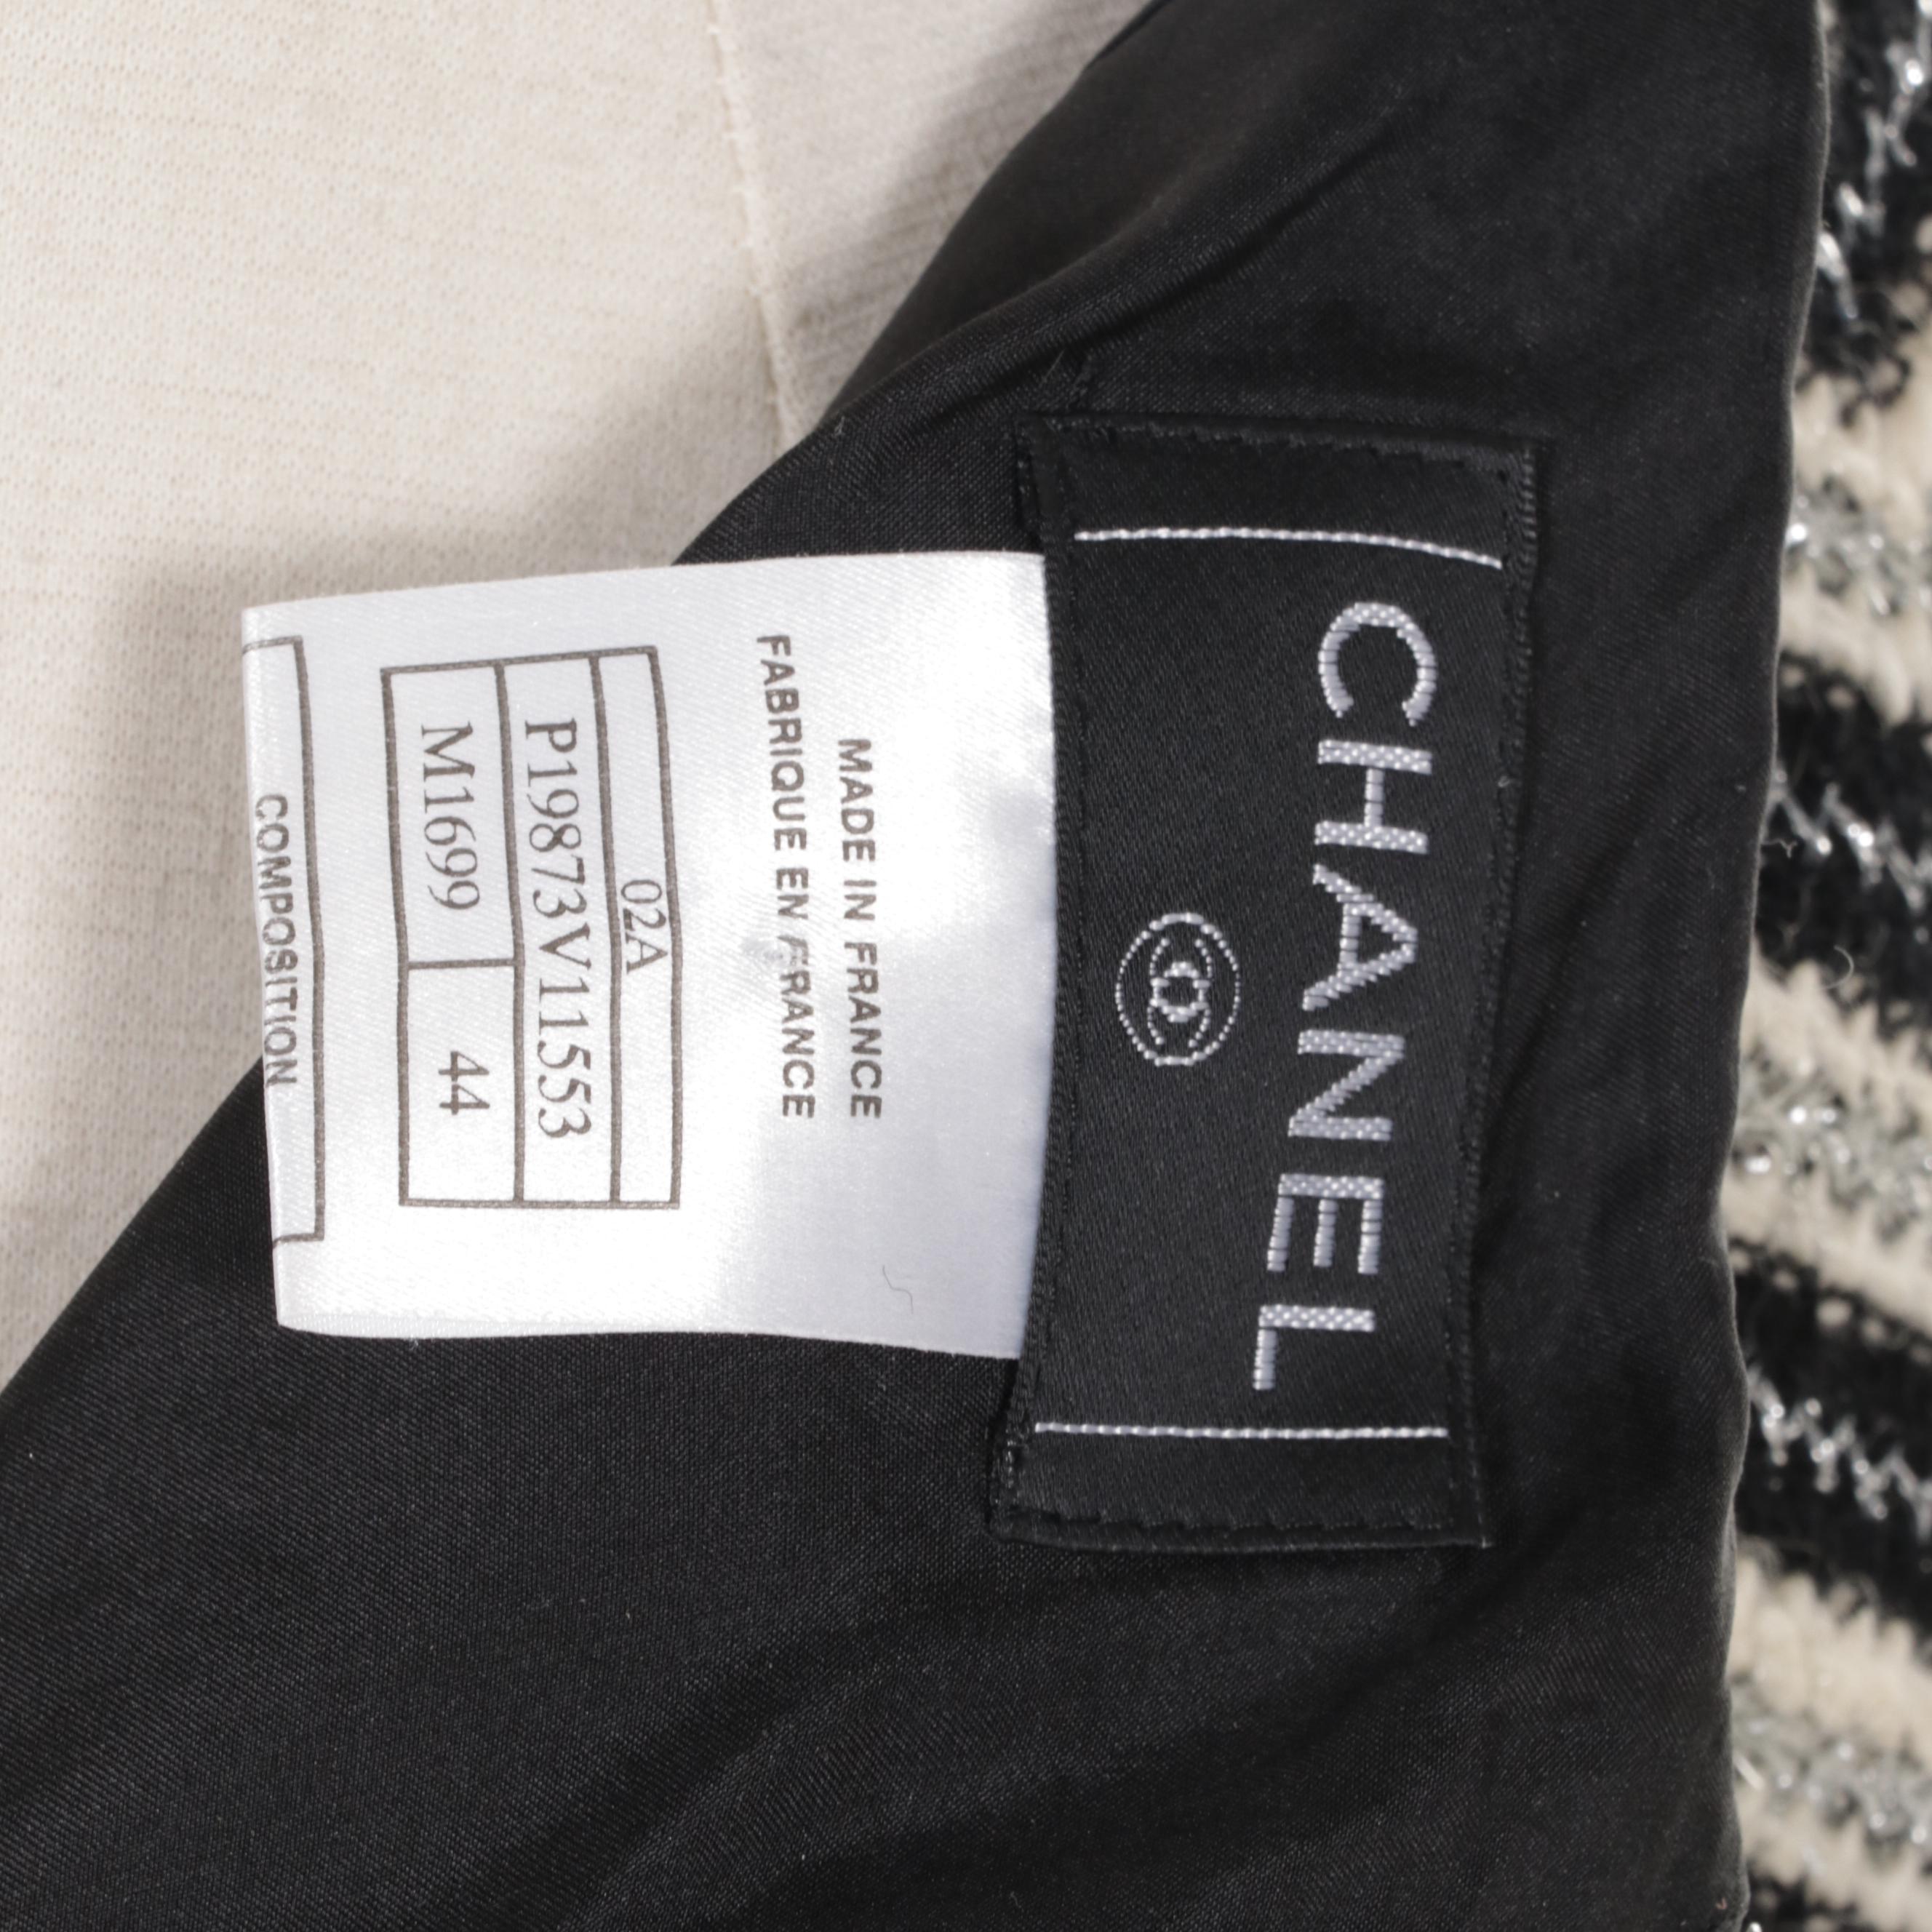 CHANEL
MADE IN FRANCE
FABRIQUE EN FRANCE
02A
P19873V11553
M1699 44
COMPOSITION